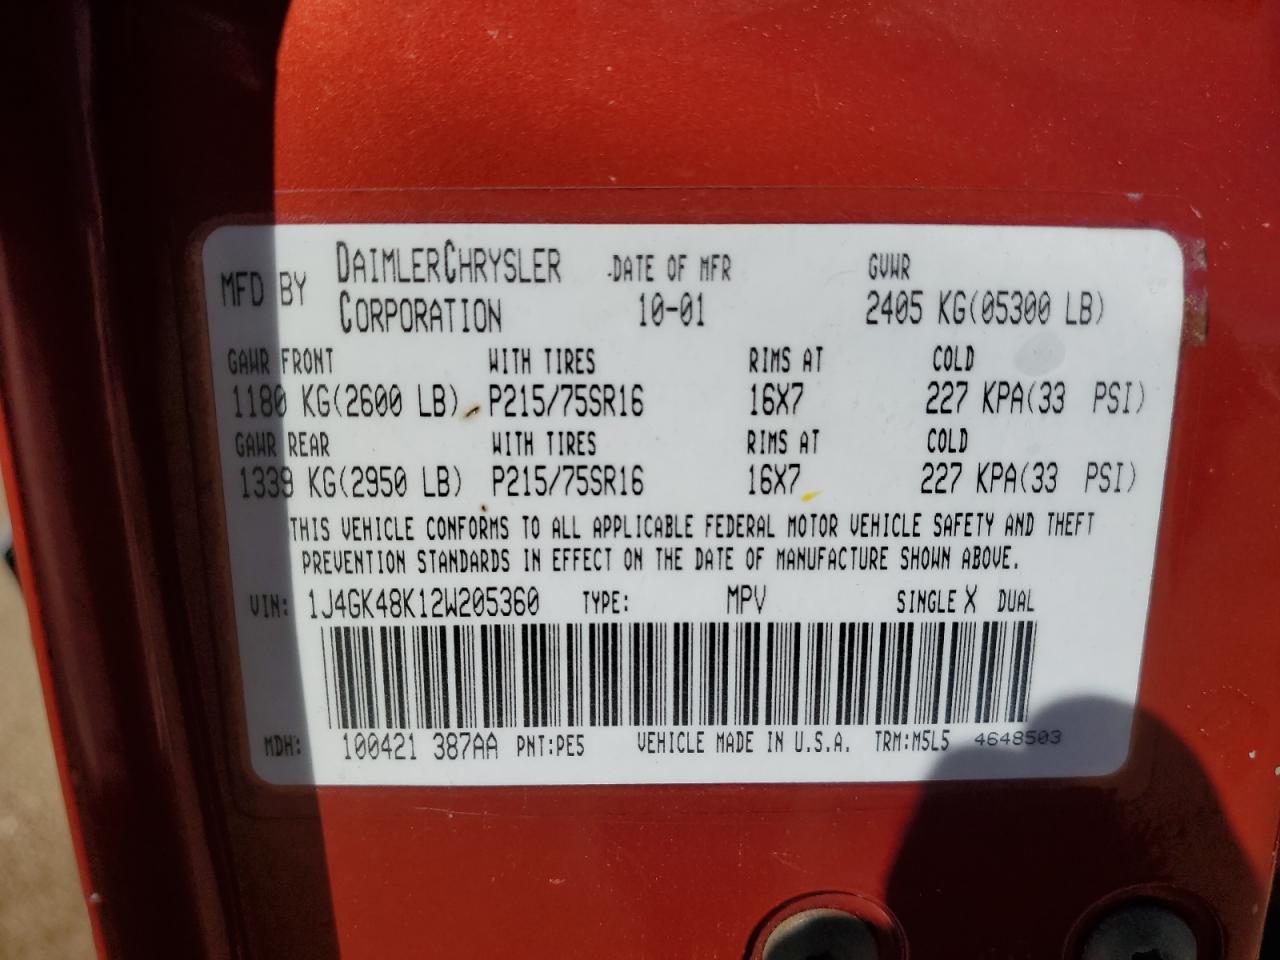 MFD BY DAIMLERCHRYSLER CORPORATION DATE OF MFR 10-01 GVWR 2405 KG(05300 LB)
GAWR FRONT WITH TIRES RIMS AT COLD
1180 KG(2600 LB) P215/75SR16 16X7 227 KPA(33 PSI)
GAWR REAR WITH TIRES RIMS AT COLD
1339 KG(2950 LB) P215/75SR16 16X7 227 KPA(33 PSI)
THIS VEHICLE CONFORMS TO ALL APPLICABLE FEDERAL MOTOR VEHICLE SAFETY AND THEFT
PREVENTION STANDARDS IN EFFECT ON THE DATE OF MANUFACTURE SHOWN ABOVE.
VIN: 1J4GK48K12W205360 TYPE: MPV SINGLE X DUAL
MDH: 100421 387AA PNT:PE5 VEHICLE MADE IN U.S.A. TRM:M5L5 4648503